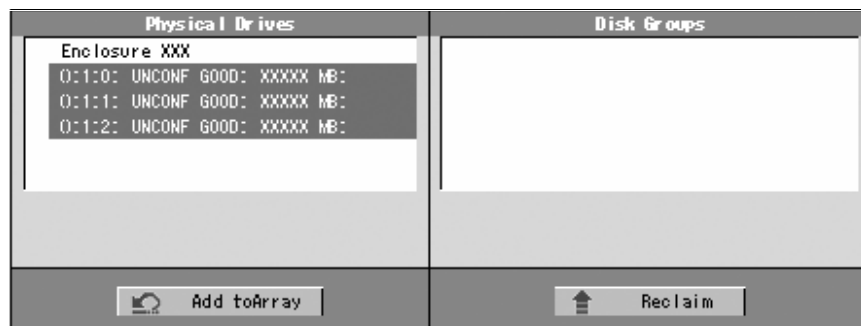 Physical Drives
Enclosure XXX
0:1:0: UNCONF GOOD: XXXXX MB:
0:1:1: UNCONF GOOD: XXXXX MB:
0:1:2: UNCONF GOOD: XXXXX MB:
Add toArray
Disk Groups
Reclaim